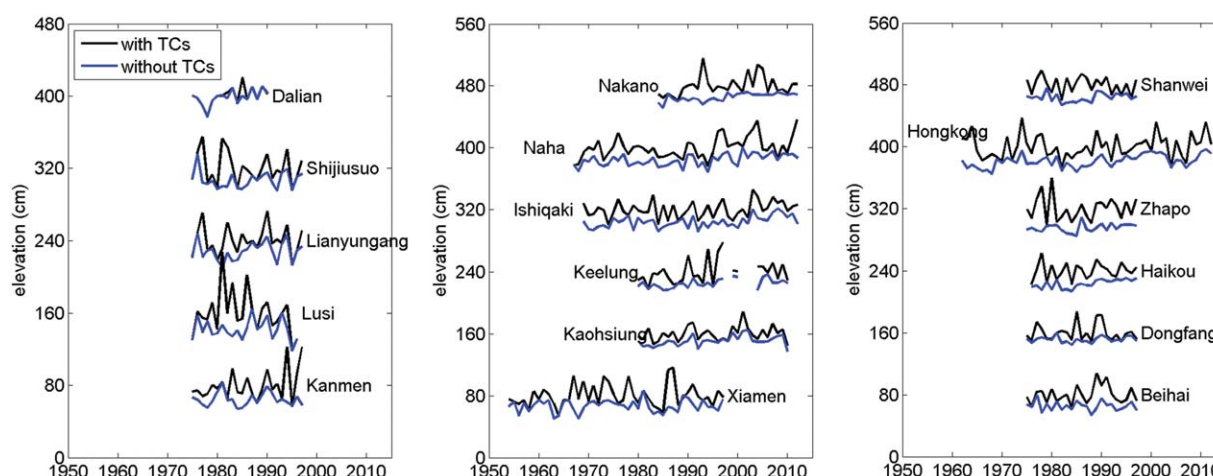 480
400
320
240
160
80
0
elevation (cm)
with TCs
without TCs
Dalian
Shijiusuo
Lianyungang
Lusi
Kanmen
1950 1960 1970 1980 1990 2000 2010
560
480
400
320
240
160
80
0
elevation (cm)
Nakano
Naha
Ishiqaki
Keelung
Kaohsiung
Xiamen
1950 1960 1970 1980 1990 2000 2010
560
480
400
320
240
160
80
0
elevation (cm)
Shanwei
Hongkong
Zhapo
Haikou
Dongfang
Beihai
1950 1960 1970 1980 1990 2000 2010